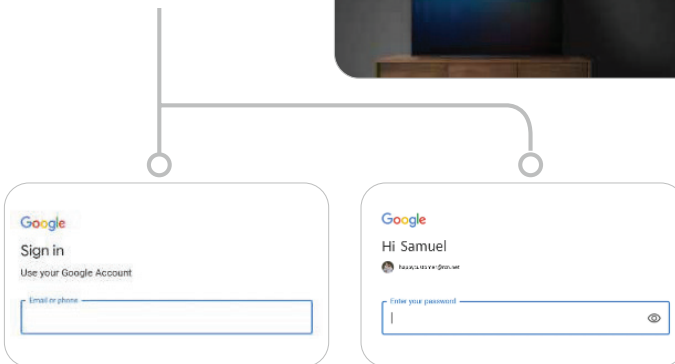 Google
Sign in
Use your Google Account
Email or phone
Google
Hi Samuel
Enter your password